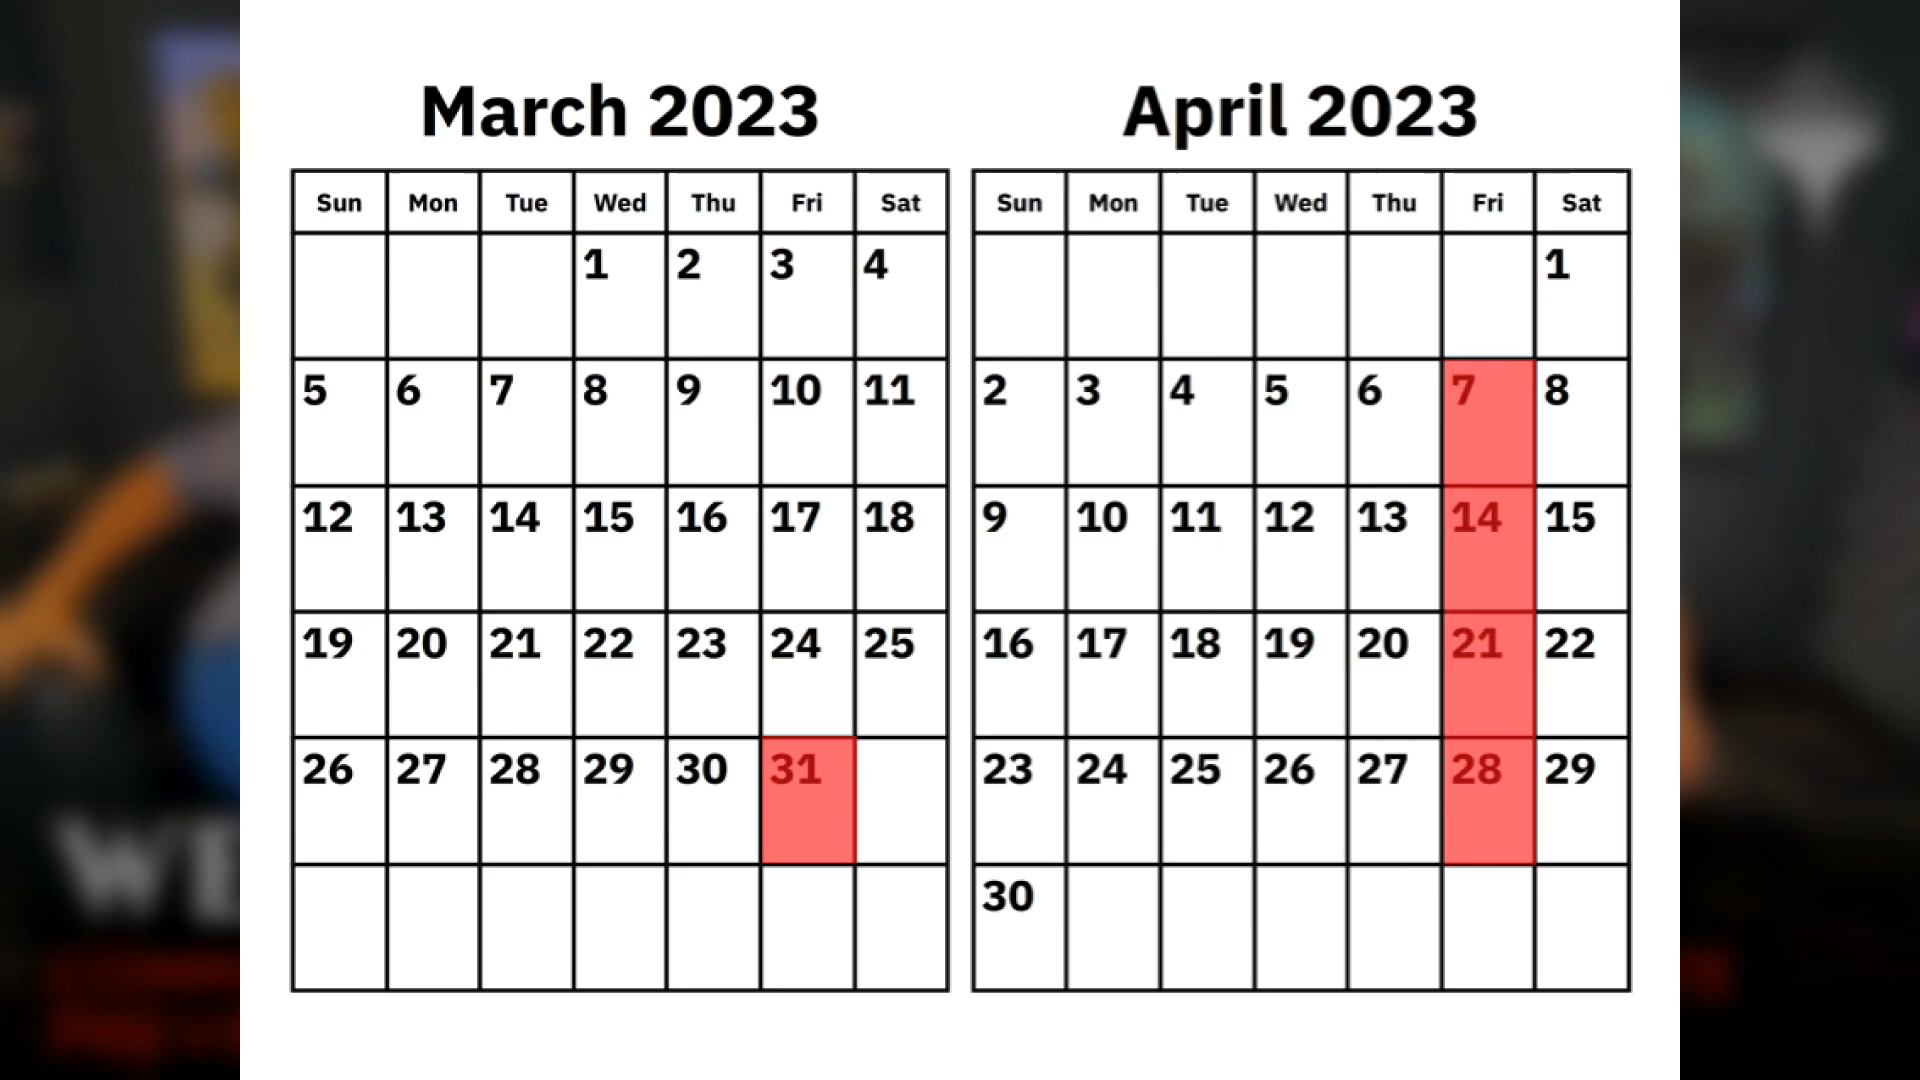 March 2023
Sun Mon Tue Wed Thu Fri Sat
1 2 3 4
5 6 7 8 9 10 11
12 13 14 15 16 17 18
19 20 21 22 23 24 25
26 27 28 29 30 31
April 2023
Sun Mon Tue Wed Thu Fri Sat
1
2 3 4 5 6 7 8
9 10 11 12 13 14 15
16 17 18 19 20 21 22
23 24 25 26 27 28 29
30
WE